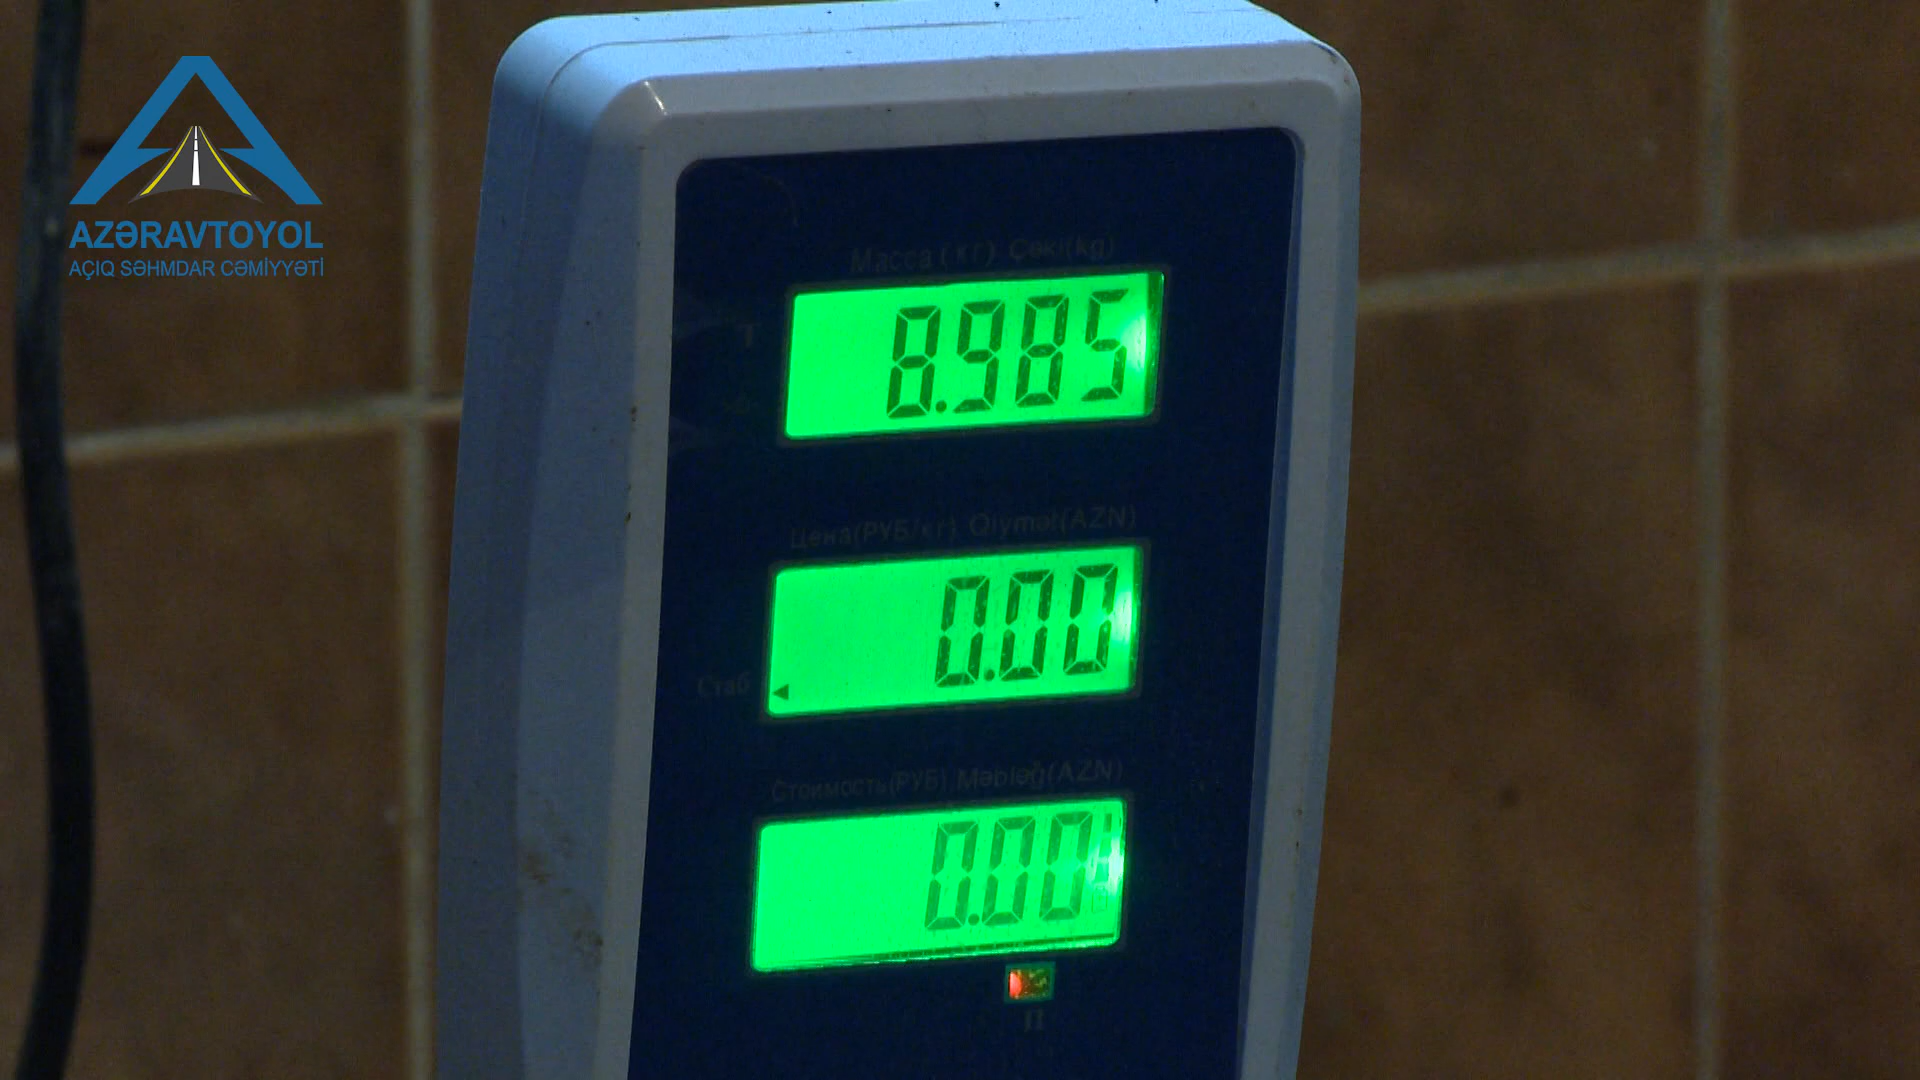 AZƏRAVTOYOL
AÇIQ SƏHMDAR CƏMİYYƏTİ
Масса (кг) Cəki(kg)
8.985
Цена(РУБ/кг) Qiymət(AZN)
0.00
Стаб
Стоимость(РУБ) Məbləğ(AZN)
0.00
П